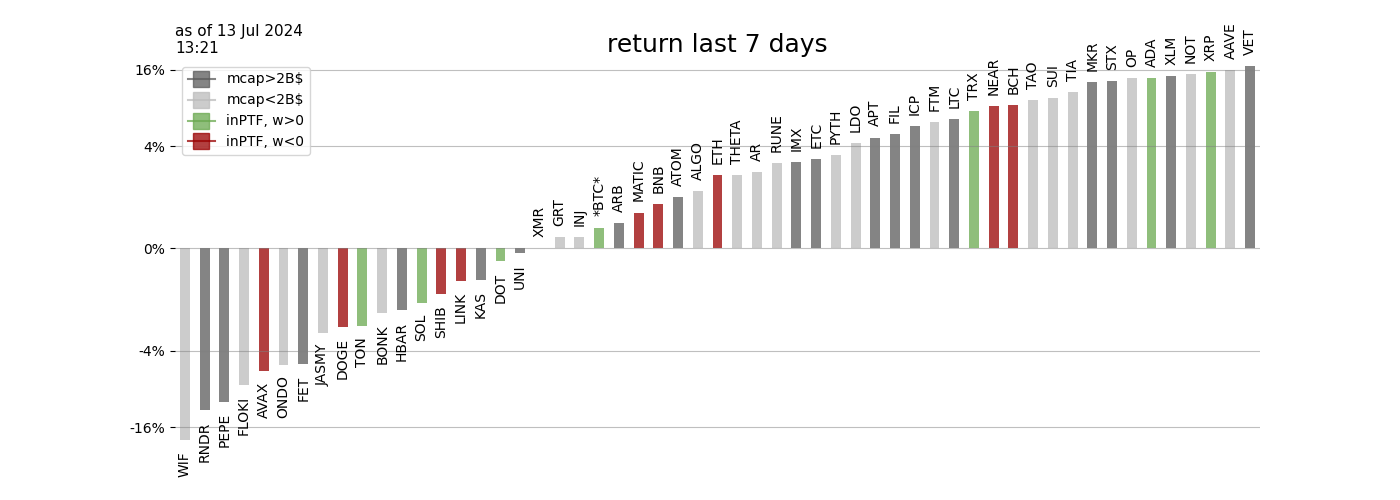 as of 13 Jul 2024
13:21
return last 7 days
mcap>2B$
mcap<2B$
inPTF, w>0
inPTF, w<0
16%
4%
0%
-4%
-16%
WIF
RNDR
PEPE
FLOKI
AVAX
ONDO
FET
JASMY
DOGE
TON
BONK
HBAR
SOL
SHIB
LINK
KAS
DOT
UNI
XMR
GRT
INJ
*BTC*
ARB
MATIC
BNB
ATOM
ALGO
ETH
THETA
AR
RUNE
IMX
ETC
PYTH
LDO
APT
FIL
ICP
FTM
LTC
TRX
NEAR
BCH
TAO
SUI
TIA
MKR
STX
OP
ADA
XLM
NOT
XRP
AAVE
VET